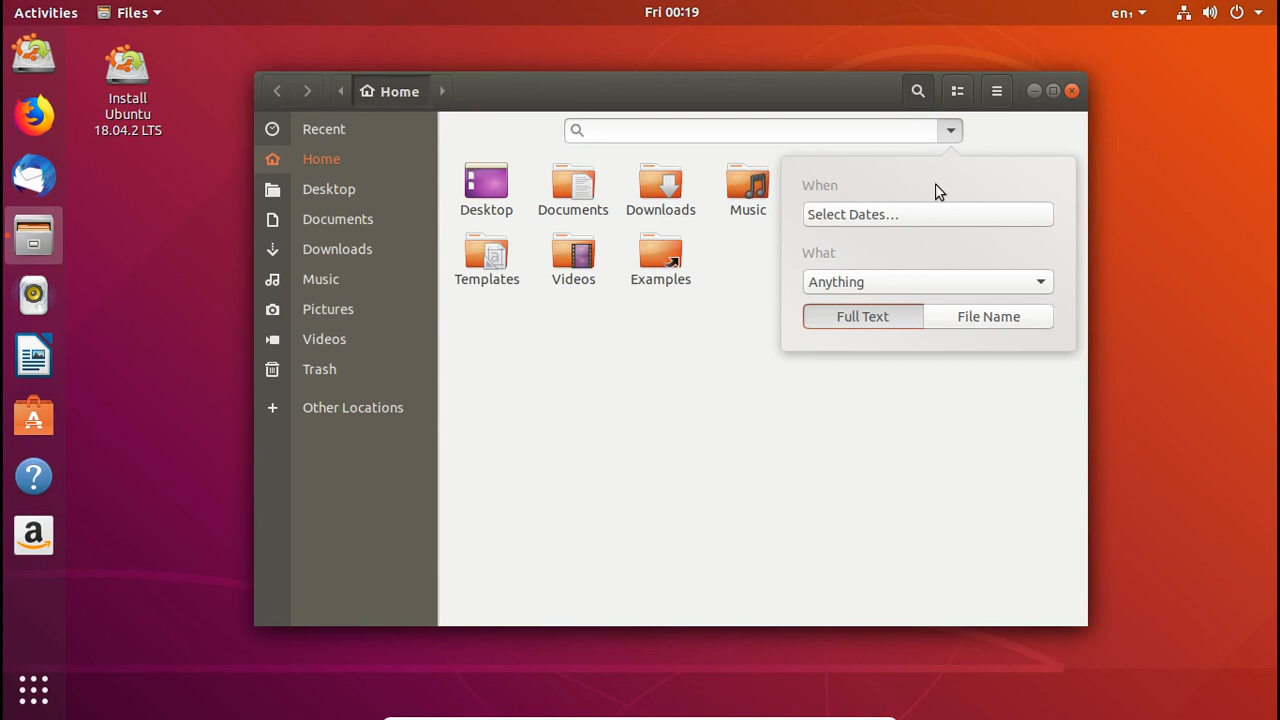 Activities
Files
Fri 00:19
en₁
Install
Ubuntu
18.04.2 LTS
Home
Recent
Home
Desktop
Documents
Downloads
Music
Pictures
Videos
Trash
Other Locations
Desktop
Documents
Downloads
Music
Templates
Videos
Examples
When
Select Dates…
What
Anything
Full Text
File Name